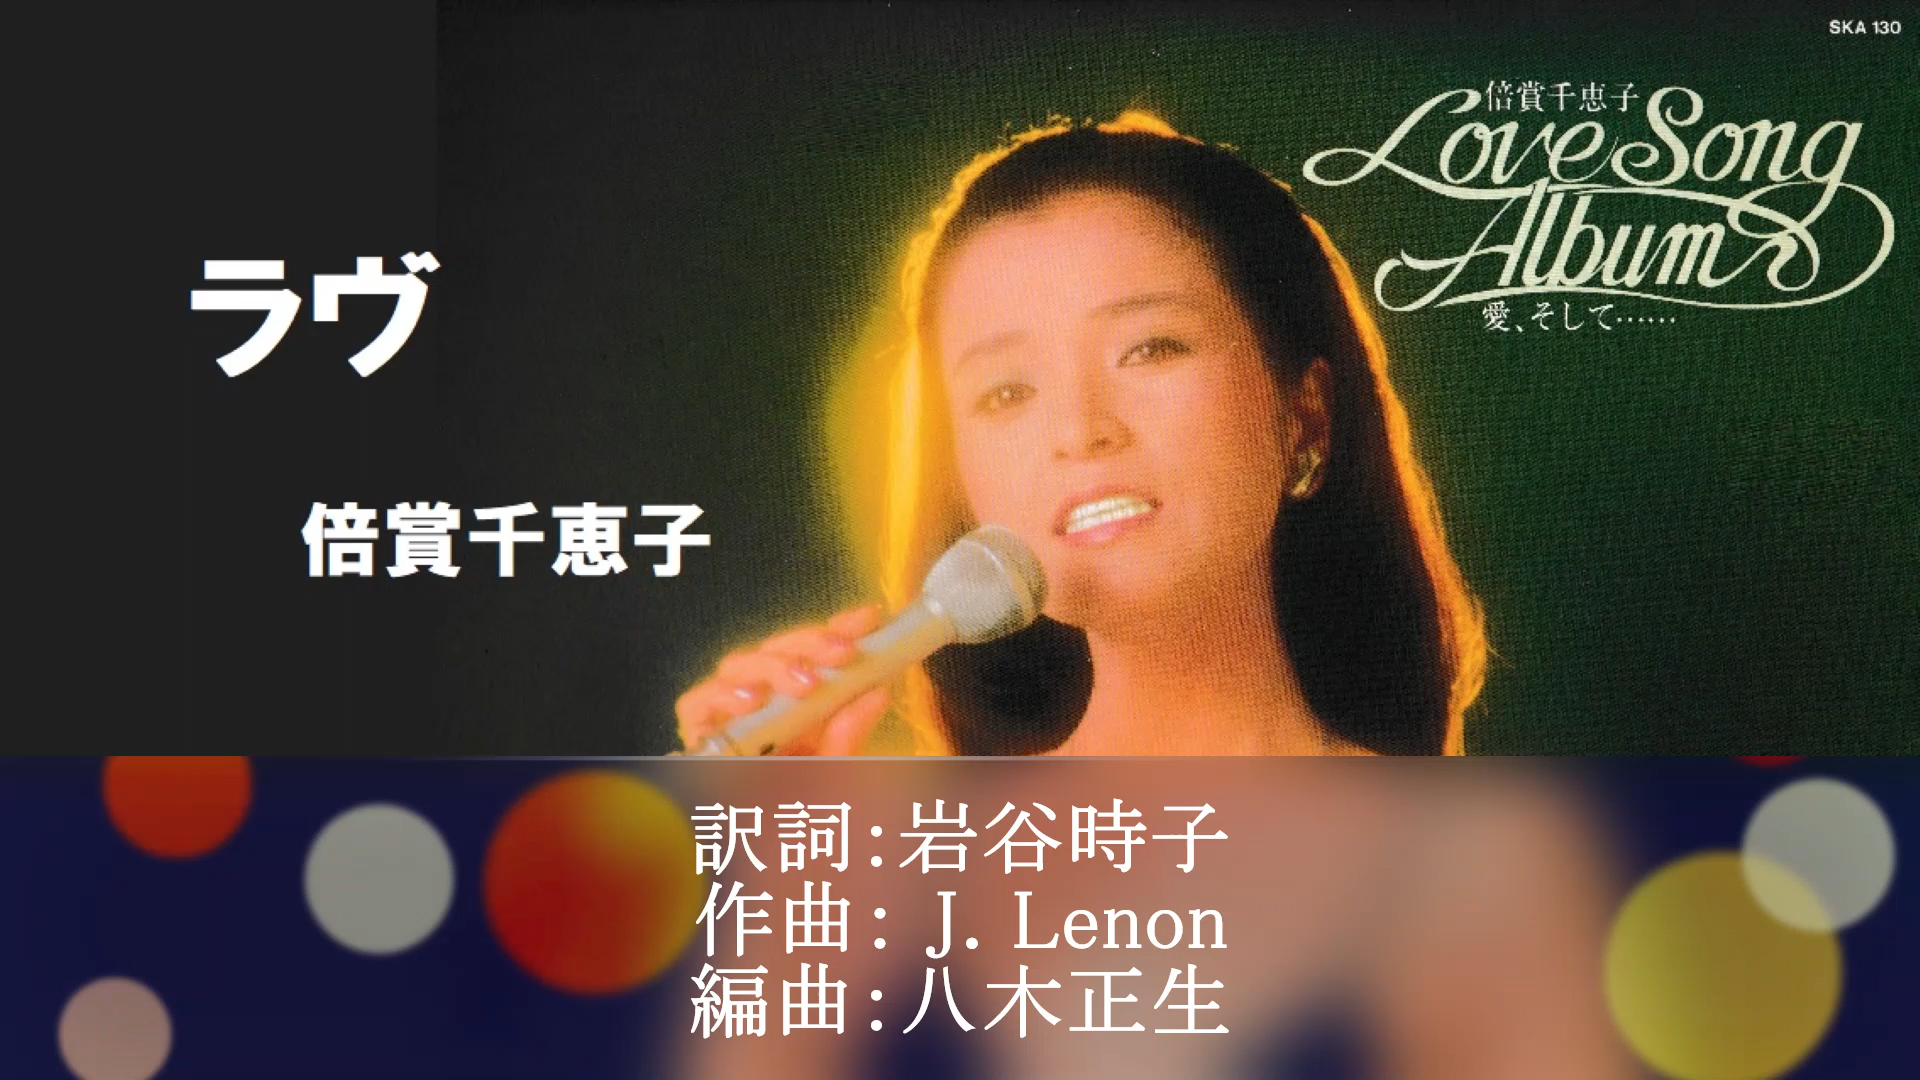 SKA 130
倍賞千恵子
Love Song
Album
愛、そして……
ラヴ
倍賞千恵子
訳詞:岩谷時子
作曲: J. Lenon
編曲:八木正生